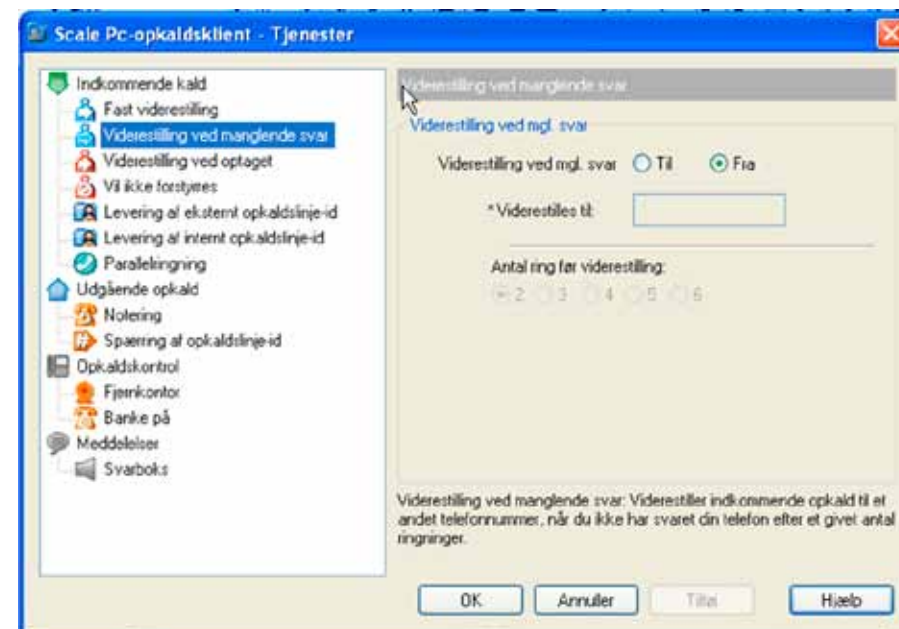 Scale Pc-opkaldsklient - Tjenester
Indkommende kald
Fast viderestilling
Viderestilling ved manglende svar
Viderestilling ved optaget
Vil ikke forstyrres
Levering af eksternt opkaldslinje-id
Levering af internt opkaldslinje-id
Parallelringning
Udgående opkald
Notering
Spærring af opkaldslinje-id
Opkaldskontrol
Fjernkontor
Banke på
Meddelelser
Svarboks
Viderestilling ved manglende svar
Viderestilling ved mgl. svar
Viderestilling ved mgl. svar Til Fra
* Viderestilles til:
Antal ring før viderestilling:
2 3 4 5 6
Viderestilling ved manglende svar: Viderestiller indkommende opkald til et
andet telefonnummer, når du ikke har svaret din telefon efter et givet antal
ringninger.
OK Annuller Tilføj Hjælp